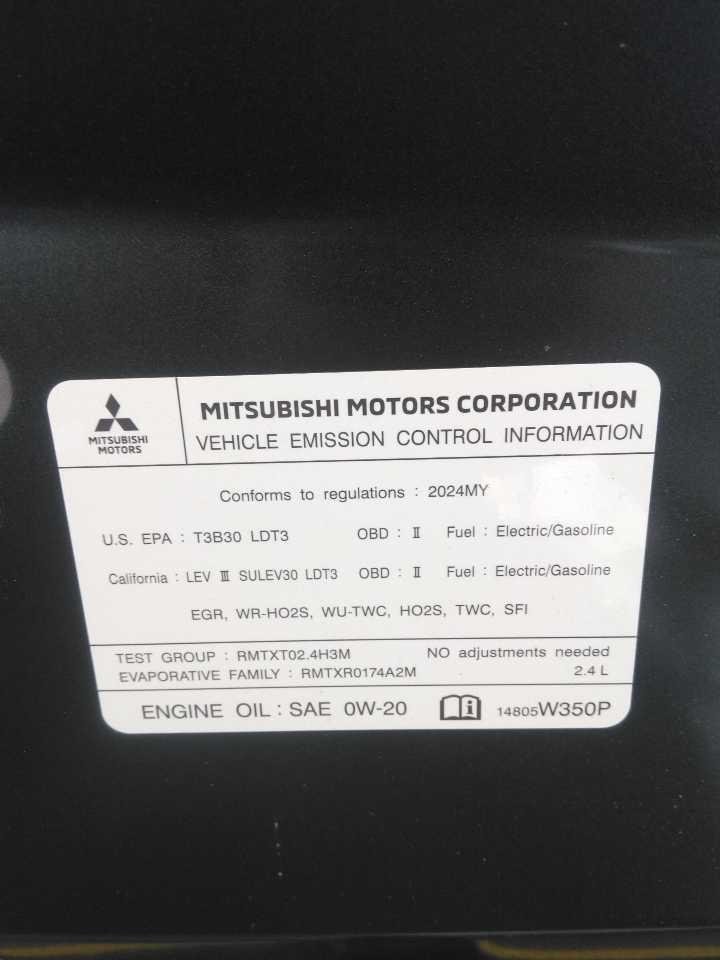 MITSUBISHI
MOTORS
MITSUBISHI MOTORS CORPORATION
VEHICLE EMISSION CONTROL INFORMATION
Conforms to regulations : 2024MY
U.S. EPA : T3B30 LDT3 OBD : Ⅱ Fuel : Electric/Gasoline
California : LEV Ⅲ SULEV30 LDT3 OBD : Ⅱ Fuel : Electric/Gasoline
EGR, WR-HO2S, WU-TWC, HO2S, TWC, SFI
TEST GROUP : RMTXT02.4H3M NO adjustments needed
EVAPORATIVE FAMILY : RMTXR0174A2M 2.4 L
ENGINE OIL : SAE 0W-20 i 14805W350P